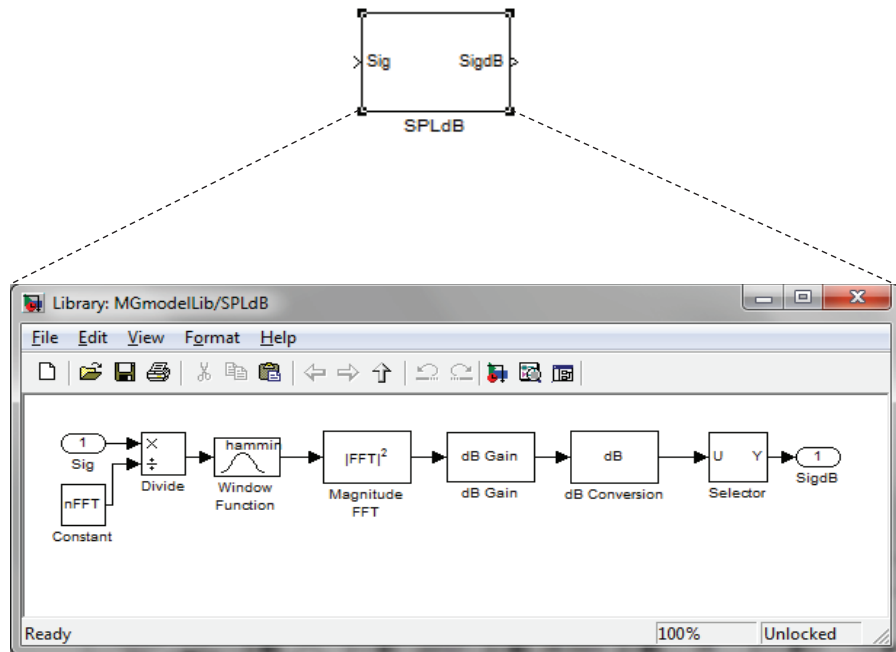 Sig SigdB
SPLdB
Library: MGmodelLib/SPLdB
File Edit View Format Help
1
Sig
nFFT
Constant
×
÷
Divide
hammin
Window
Function
|FFT|²
Magnitude
FFT
dB Gain
dB Gain
dB
dB Conversion
U Y
Selector
1
SigdB
Ready 100% Unlocked